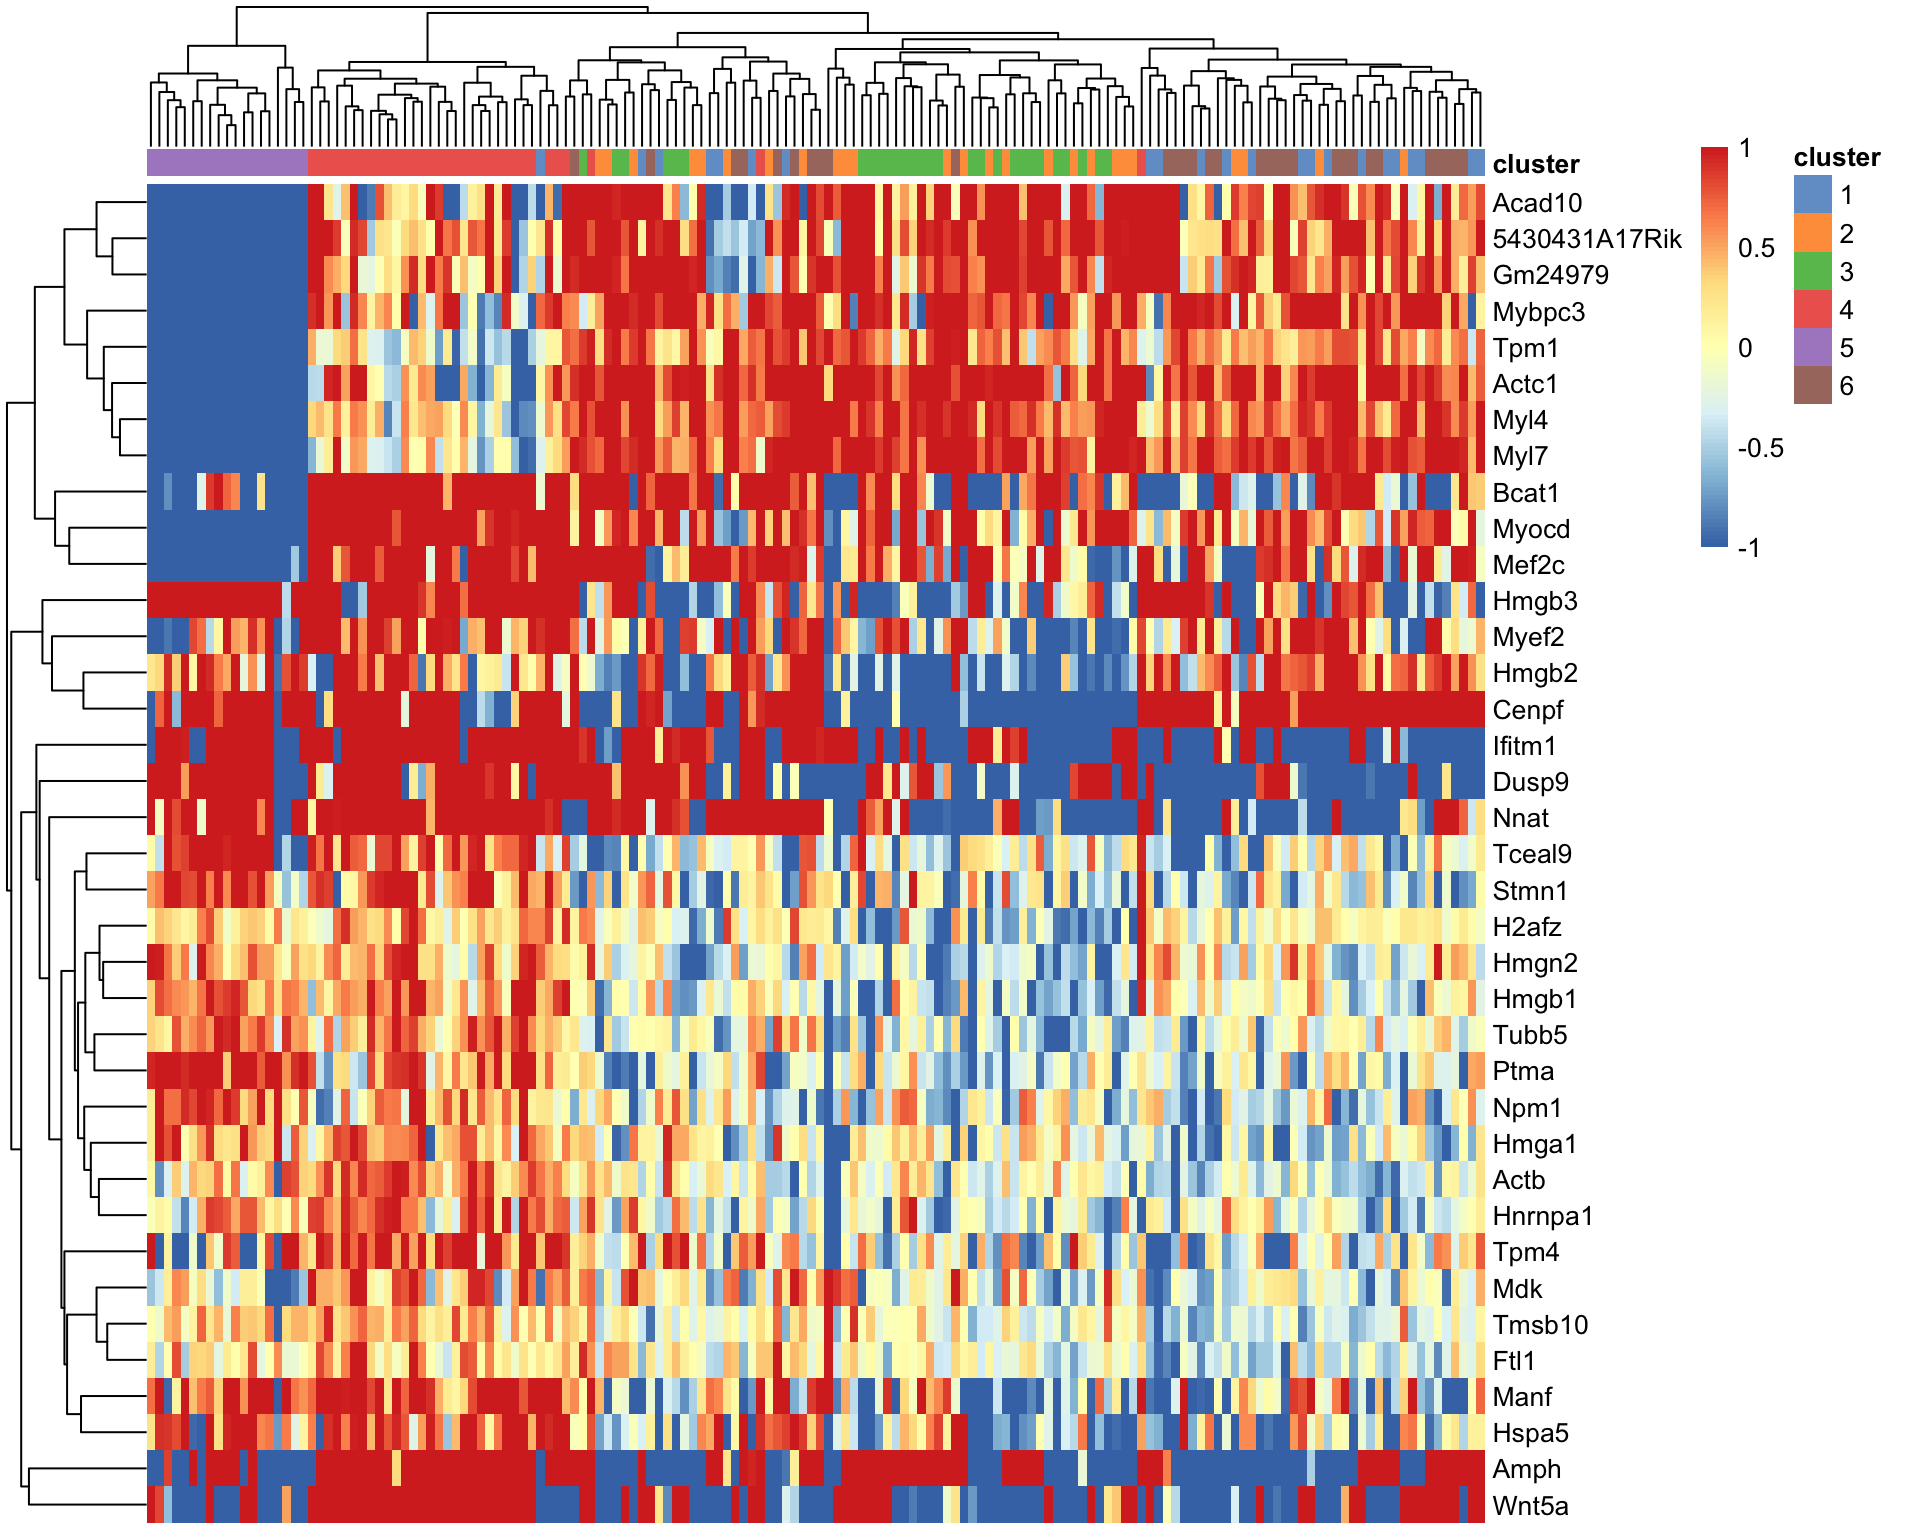 cluster
Acad10
5430431A17Rik
Gm24979
Mybpc3
Tpm1
Actc1
Myl4
Myl7
Bcat1
Myocd
Mef2c
Hmgb3
Myef2
Hmgb2
Cenpf
Ifitm1
Dusp9
Nnat
Tceal9
Stmn1
H2afz
Hmgn2
Hmgb1
Tubb5
Ptma
Npm1
Hmga1
Actb
Hnrnpa1
Tpm4
Mdk
Tmsb10
Ftl1
Manf
Hspa5
Amph
Wnt5a
1
0.5
0
-0.5
-1
cluster
1
2
3
4
5
6